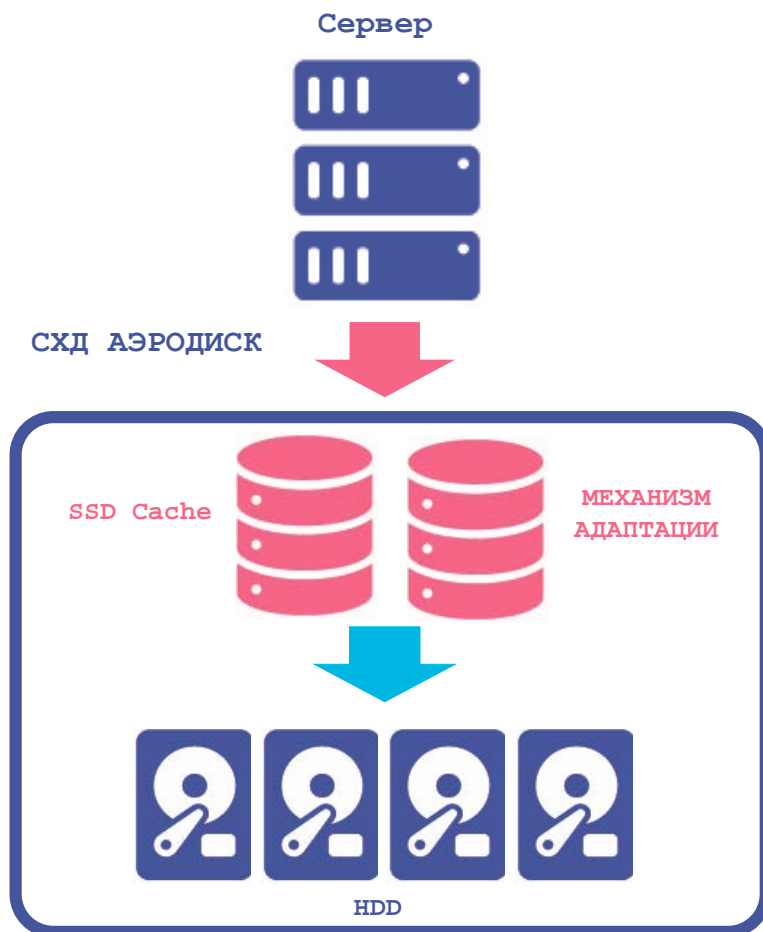 Сервер
СХД АЭРОДИСК
SSD Cache
МЕХАНИЗМ
АДАПТАЦИИ
HDD